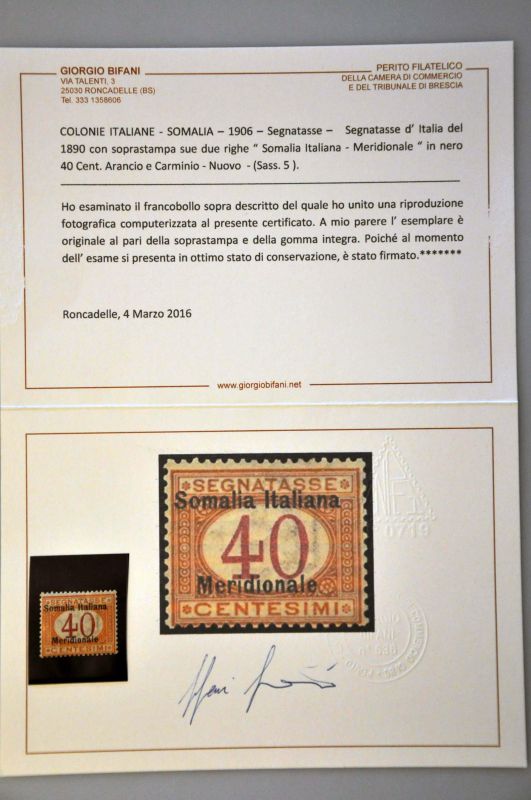 GIORGIO BIFANI
VIA TALENTI, 3
25030 RONCADELLE (BS)
Tel. 333 1358606
PERITO FILATELICO
DELLA CAMERA DI COMMERCIO
E DEL TRIBUNALE DI BRESCIA
COLONIE ITALIANE - SOMALIA – 1906 – Segnatasse – Segnatasse d' Italia del
1890 con soprastampa sue due righe " Somalia Italiana - Meridionale " in nero
40 Cent. Arancio e Carminio - Nuovo - (Sass. 5 ).
Ho esaminato il francobollo sopra descritto del quale ho unito una riproduzione
fotografica computerizzata al presente certificato. A mio parere l' esemplare è
originale al pari della soprastampa e della gomma integra. Poiché al momento
dell' esame si presenta in ottimo stato di conservazione, è stato firmato.*******
Roncadelle, 4 Marzo 2016
www.giorgiobifani.net
SEGNATASSE
Somalia Italiana
40
Meridionale
CENTESIMI
0719
SEGNATASSE
Somalia Italiana
40
Meridionale
CENTESIMI
BIFANI
n° 538